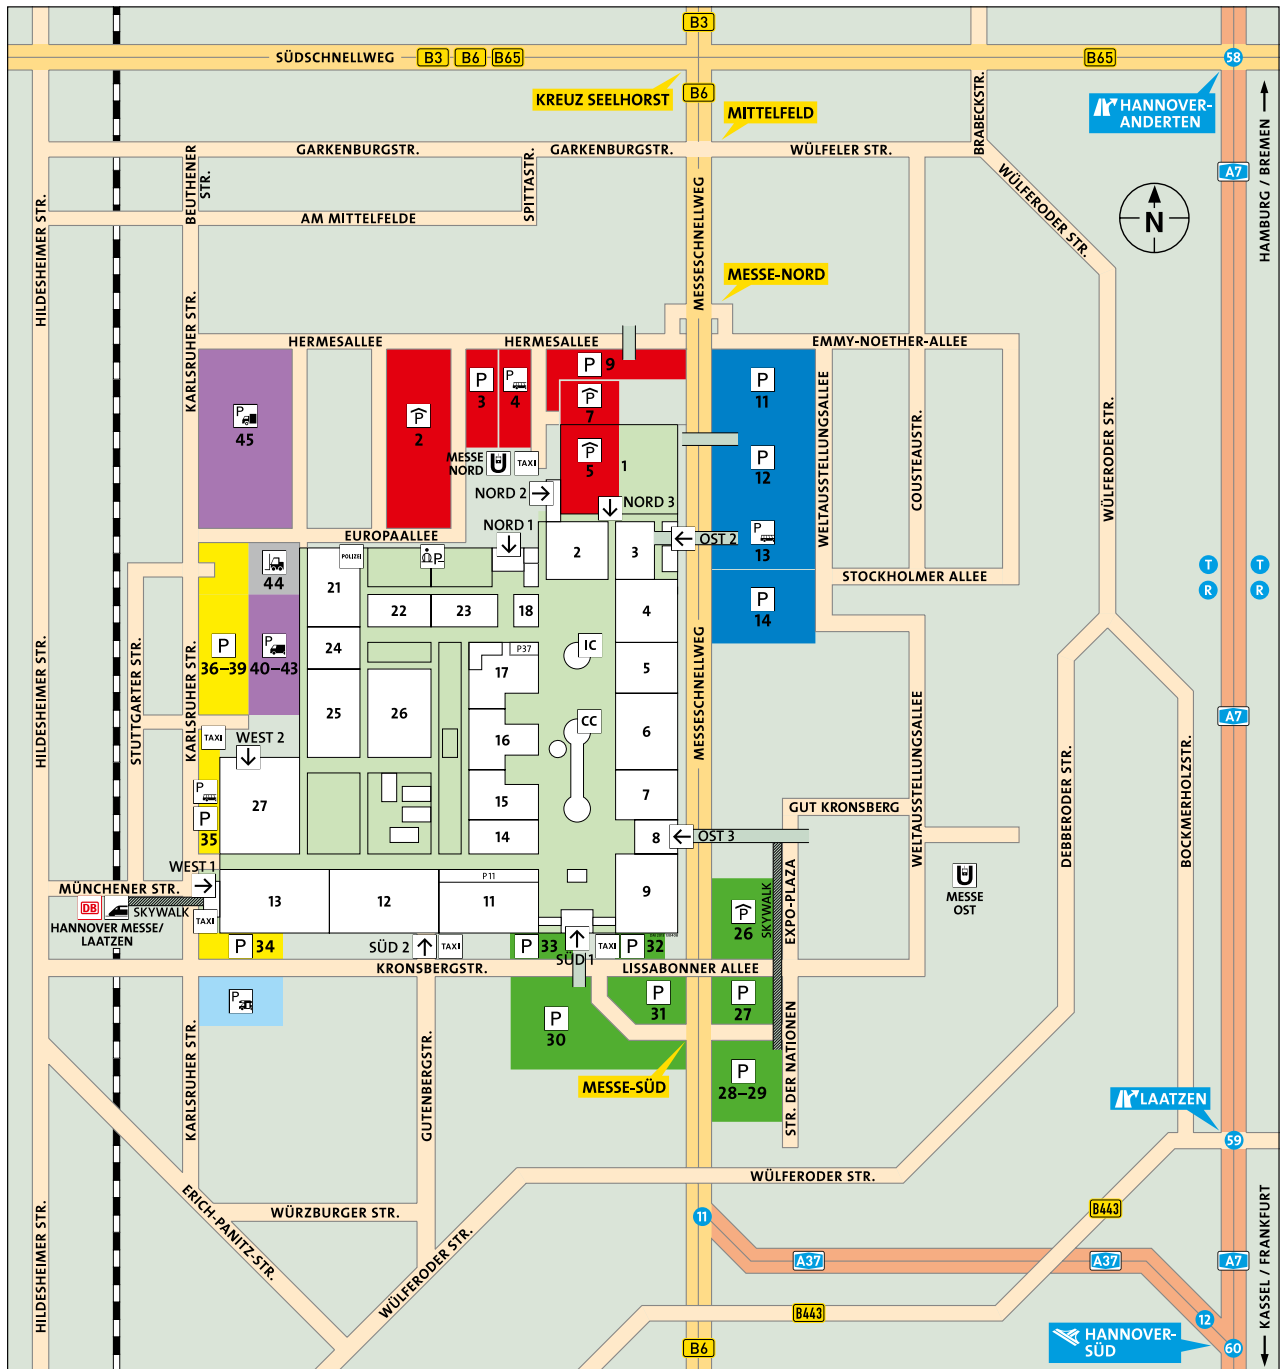 B3
SÜDSCHNELLWEG
B3
B6
B65
B65
58
KREUZ SEELHORST
B6
MITTELFELD
HANNOVER-
ANDERTEN
GARKENBURGSTR.
GARKENBURGSTR.
WÜLFELER STR.
BRABECKSTR.
BEUTHENER
STR.
SPITTASTR.
AM MITTELFELDE
HILDESHEIMER STR.
MESSESCHNELLWEG
WÜLFERODER STR.
A7
HAMBURG / BREMEN
N
MESSE-NORD
KARLSRUHER STR.
HERMESALLEE
HERMESALLEE
EMMY-NOETHER-ALLEE
P
45
P
2
P
3
P
4
P
9
P
7
P
5
1
P
11
P
12
P
13
P
14
WELTAUSSTELLUNGSALLEE
COUSTEAUSTR.
WÜLFERODER STR.
MESSE
NORD
U
TAXI
NORD 2
NORD 3
NORD 1
OST 2
EUROPAALLEE
POLIZEI
P
44
STOCKHOLMER ALLEE
T
R
T
R
21
22
23
18
2
3
4
5
6
7
8
9
24
25
26
17
P37
16
15
14
IC
CC
P
36–39
P
40–43
HILDESHEIMER STR.
STUTTGARTER STR.
KARLSRUHER STR.
TAXI
WEST 2
27
P
P
35
MESSESCHNELLWEG
WELTAUSSTELLUNGSALLEE
GUT KRONSBERG
OST 3
DEBBERODER STR.
BOCKMERHOLZSTR.
A7
WEST 1
MÜNCHENER STR.
DB
SKYWALK
HANNOVER MESSE/
LAATZEN
TAXI
13
12
11
P11
U
MESSE
OST
P
26
SKYWALK
EXPO-PLAZA
P
34
SÜD 2
TAXI
P
33
SÜD 1
TAXI
P
32
KRONSBERGSTR.
LISSABONNER ALLEE
P
P
30
P
31
P
27
P
28–29
STR. DER NATIONEN
MESSE-SÜD
KARLSRUHER STR.
GUTENBERGSTR.
LAATZEN
59
WÜLFERODER STR.
ERICH-PANITZ-STR.
WÜRZBURGER STR.
WÜLFERODER STR.
HILDESHEIMER STR.
11
B443
A37
A37
A7
B443
12
B6
HANNOVER-
SÜD
60
KASSEL / FRANKFURT